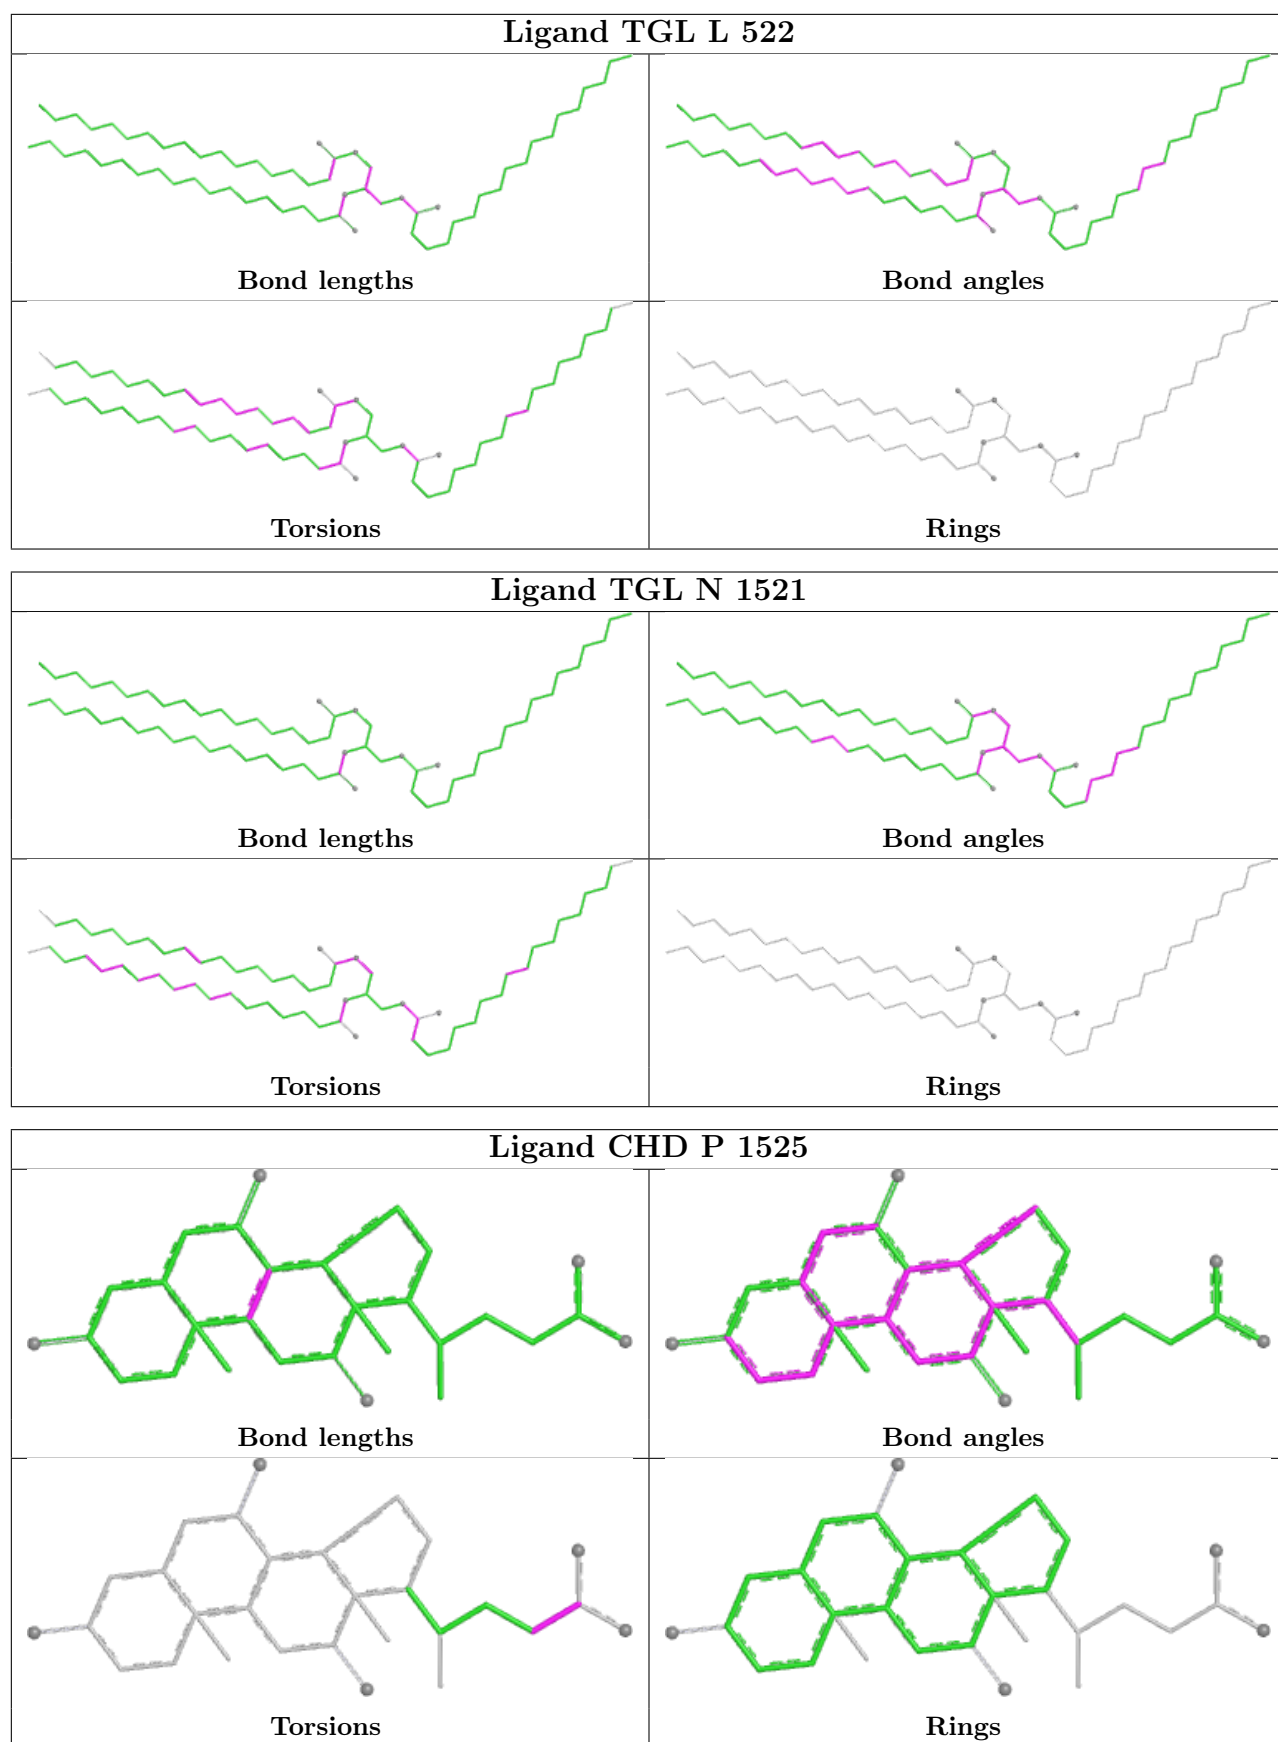 Ligand TGL L 522
Bond lengths
Bond angles
Torsions
Rings
Ligand TGL N 1521
Bond lengths
Bond angles
Torsions
Rings
Ligand CHD P 1525
Bond lengths
Bond angles
Torsions
Rings